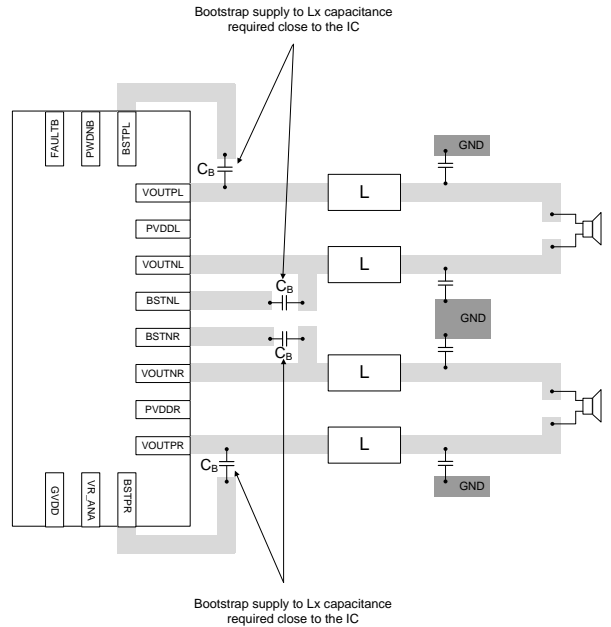 Bootstrap supply to Lx capacitance
required close to the IC
FAULTB
PWDNB
BSTPL
GND
CB
VOUTPL
L
PVDDL
VOUTNL
L
CB
BSTNL
GND
BSTNR
CB
VOUTNR
L
PVDDR
VOUTPR
L
CB
GVDD
VR_ANA
BSTPR
GND
Bootstrap supply to Lx capacitance
required close to the IC